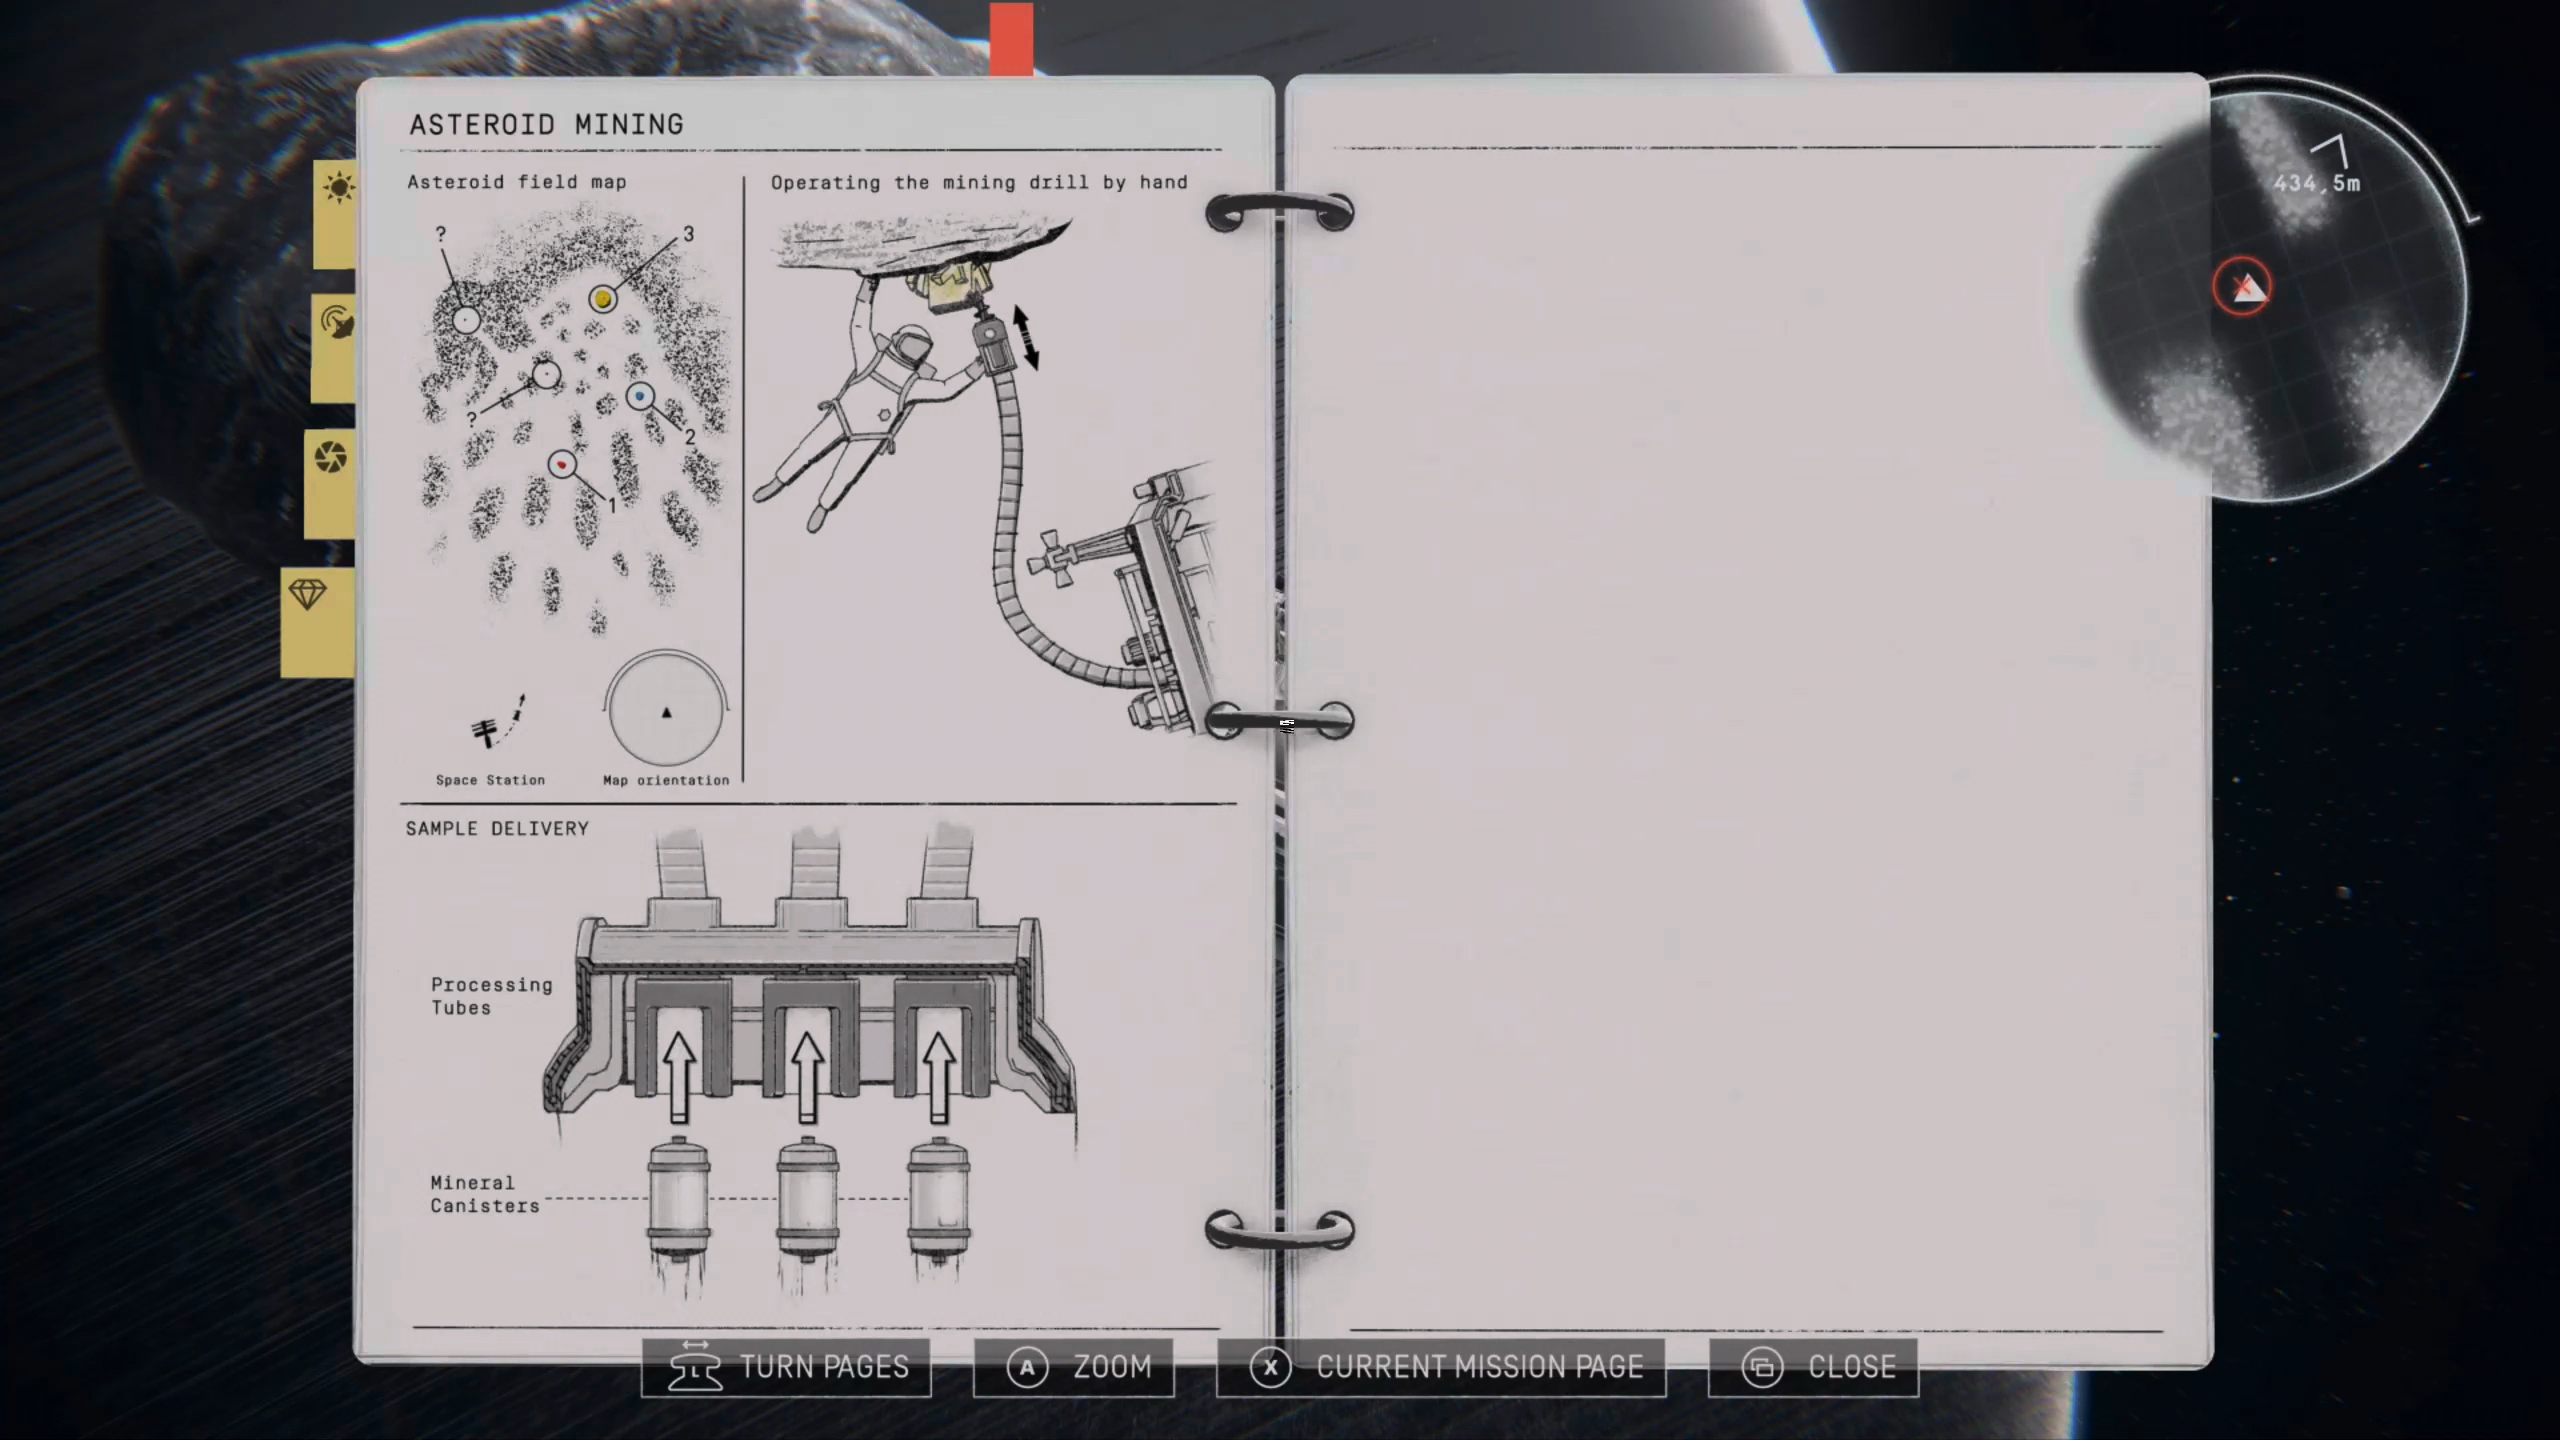 ASTEROID MINING
Asteroid field map
?
3
?
2
1
Space Station
Map orientation
Operating the mining drill by hand
434,5m
SAMPLE DELIVERY
Processing
Tubes
Mineral
Canisters
L TURN PAGES
A ZOOM
X CURRENT MISSION PAGE
CLOSE